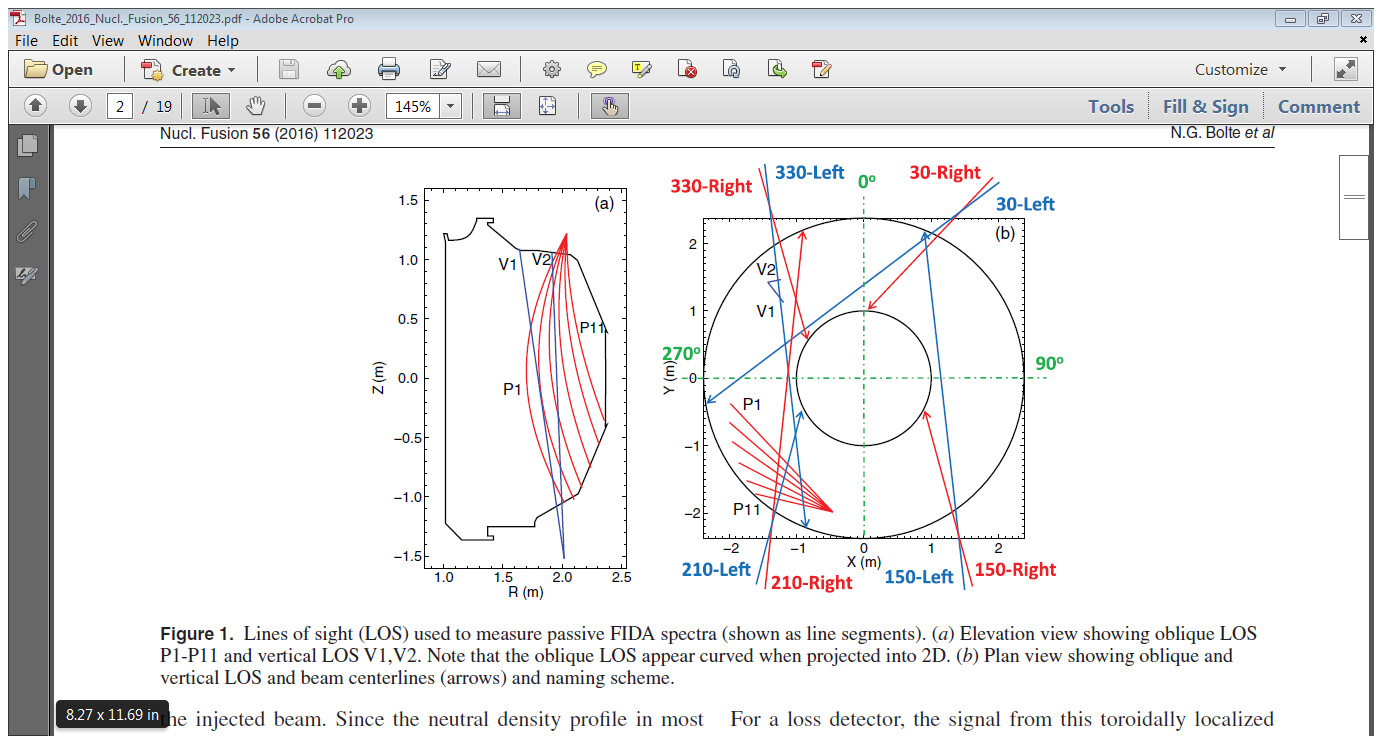 Bolte_2016_Nucl._Fusion_56_112023.pdf - Adobe Acrobat Pro
File Edit View Window Help
Open Create Customize
2 / 19 145% Tools Fill & Sign Comment
Nucl. Fusion 56 (2016) 112023 N.G. Bolte et al
(a)
1.5
1.0
0.5
0.0
−0.5
−1.0
−1.5
Z (m)
V1
V2
P11
P1
1.0 1.5 2.0 2.5
R (m)
330-Left
30-Right
330-Right
0º
30-Left
(b)
2
1
0
−1
−2
Y (m)
V2
V1
270º
90º
P1
P11
−2 −1 0 1 2
X (m)
210-Left
210-Right
150-Left
150-Right
Figure 1. Lines of sight (LOS) used to measure passive FIDA spectra (shown as line segments). (a) Elevation view showing oblique LOS
P1-P11 and vertical LOS V1,V2. Note that the oblique LOS appear curved when projected into 2D. (b) Plan view showing oblique and
vertical LOS and beam centerlines (arrows) and naming scheme.
8.27 x 11.69 in
the injected beam. Since the neutral density profile in most
For a loss detector, the signal from this toroidally localized